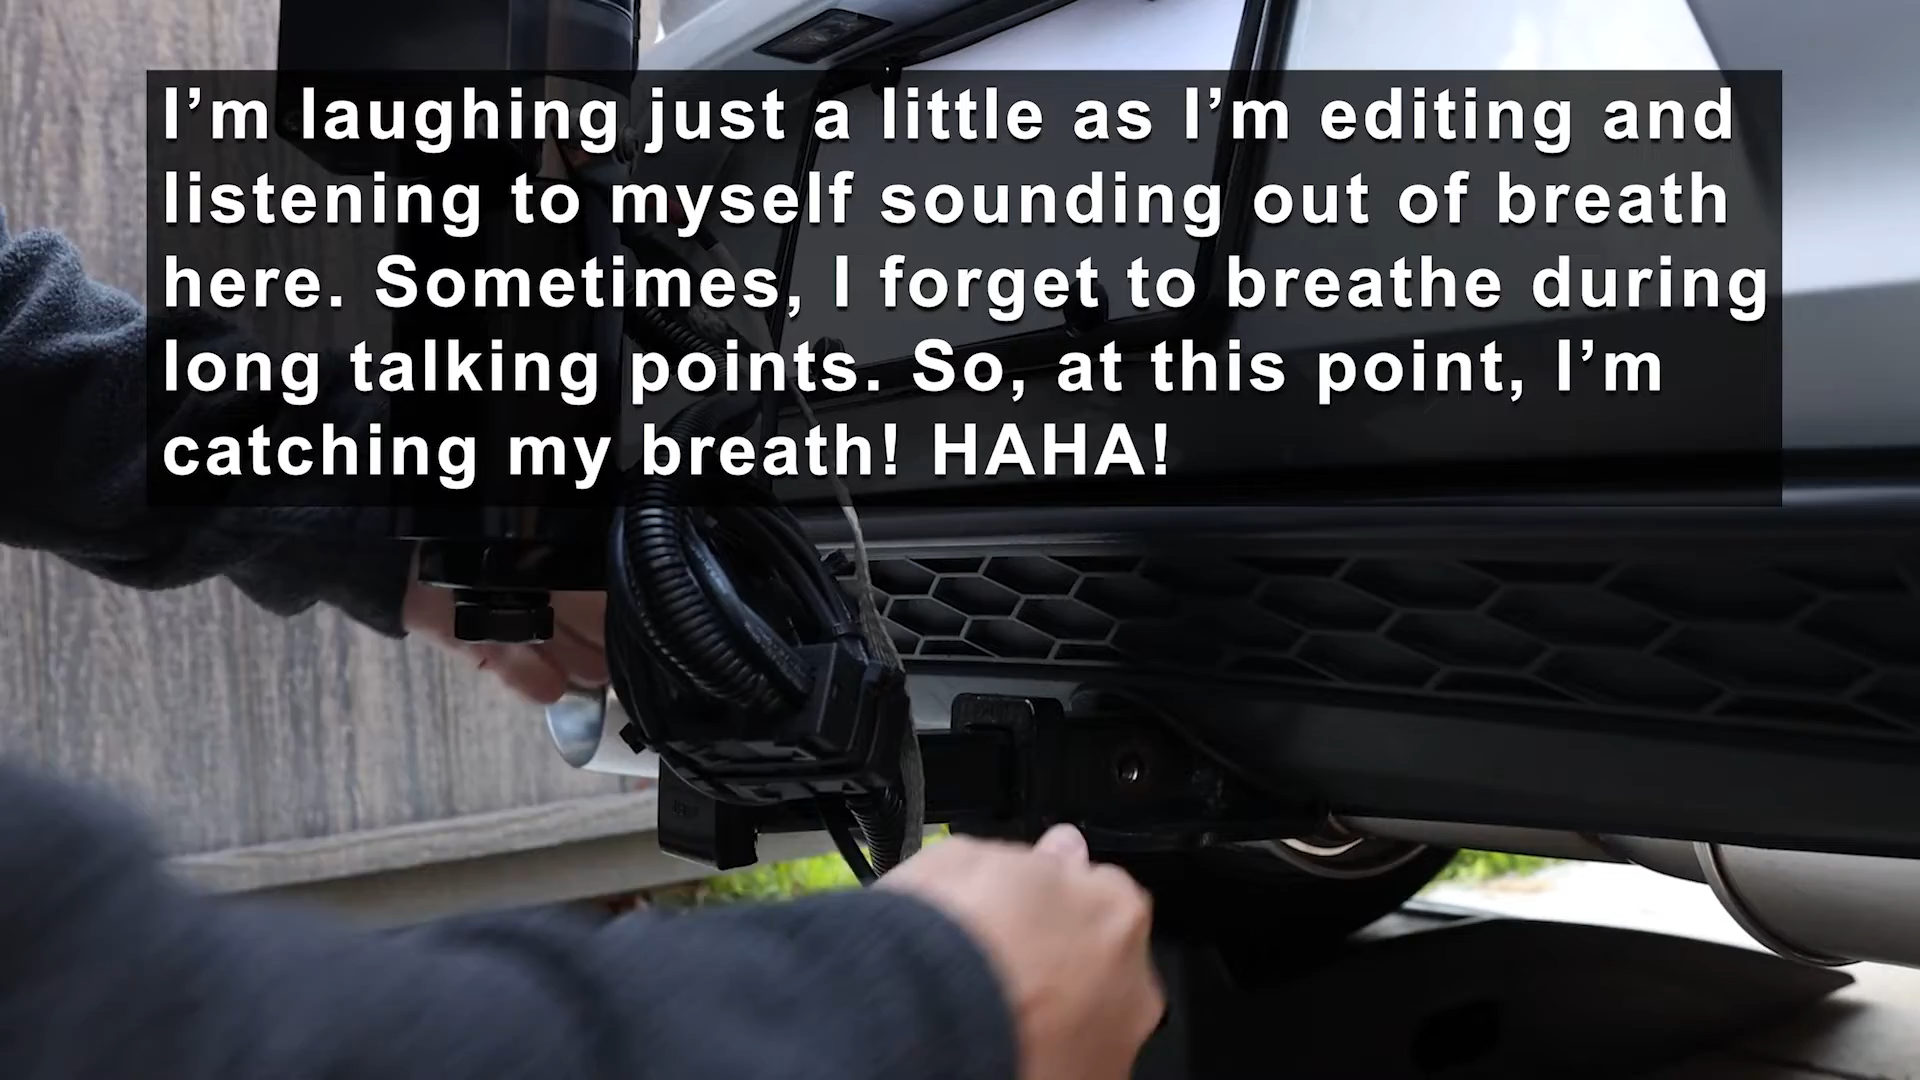 I’m laughing just a little as I’m editing and
listening to myself sounding out of breath
here. Sometimes, I forget to breathe during
long talking points. So, at this point, I’m
catching my breath! HAHA!